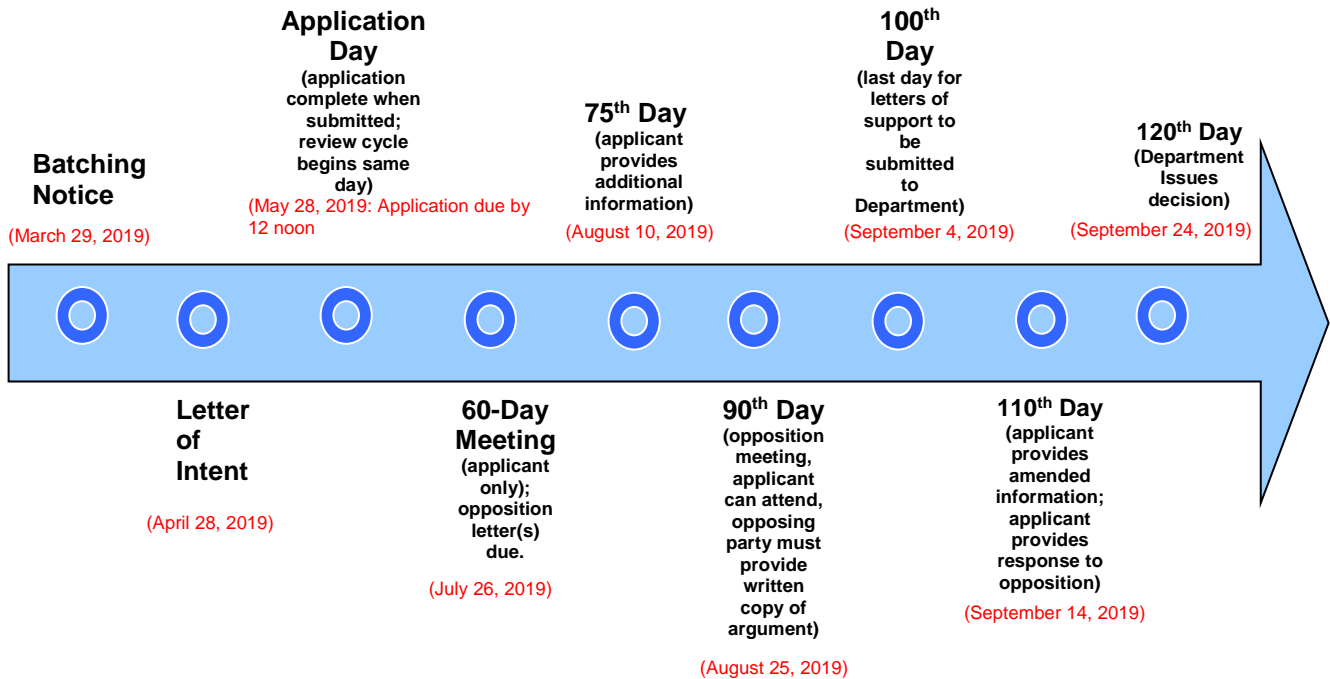 Batching
Notice
(March 29, 2019)
Letter
of
Intent
(April 28, 2019)
Application
Day
(application
complete when
submitted;
review cycle
begins same
day)
(May 28, 2019: Application due by
12 noon
60-Day
Meeting
(applicant
only);
opposition
letter(s)
due.
(July 26, 2019)
75th Day
(applicant
provides
additional
information)
(August 10, 2019)
90th Day
(opposition
meeting,
applicant
can attend,
opposing
party must
provide
written
copy of
argument)
(August 25, 2019)
100th
Day
(last day for
letters of
support to
be
submitted
to
Department)
(September 4, 2019)
110th Day
(applicant
provides
amended
information;
applicant
provides
response to
opposition)
(September 14, 2019)
120th Day
(Department
Issues
decision)
(September 24, 2019)